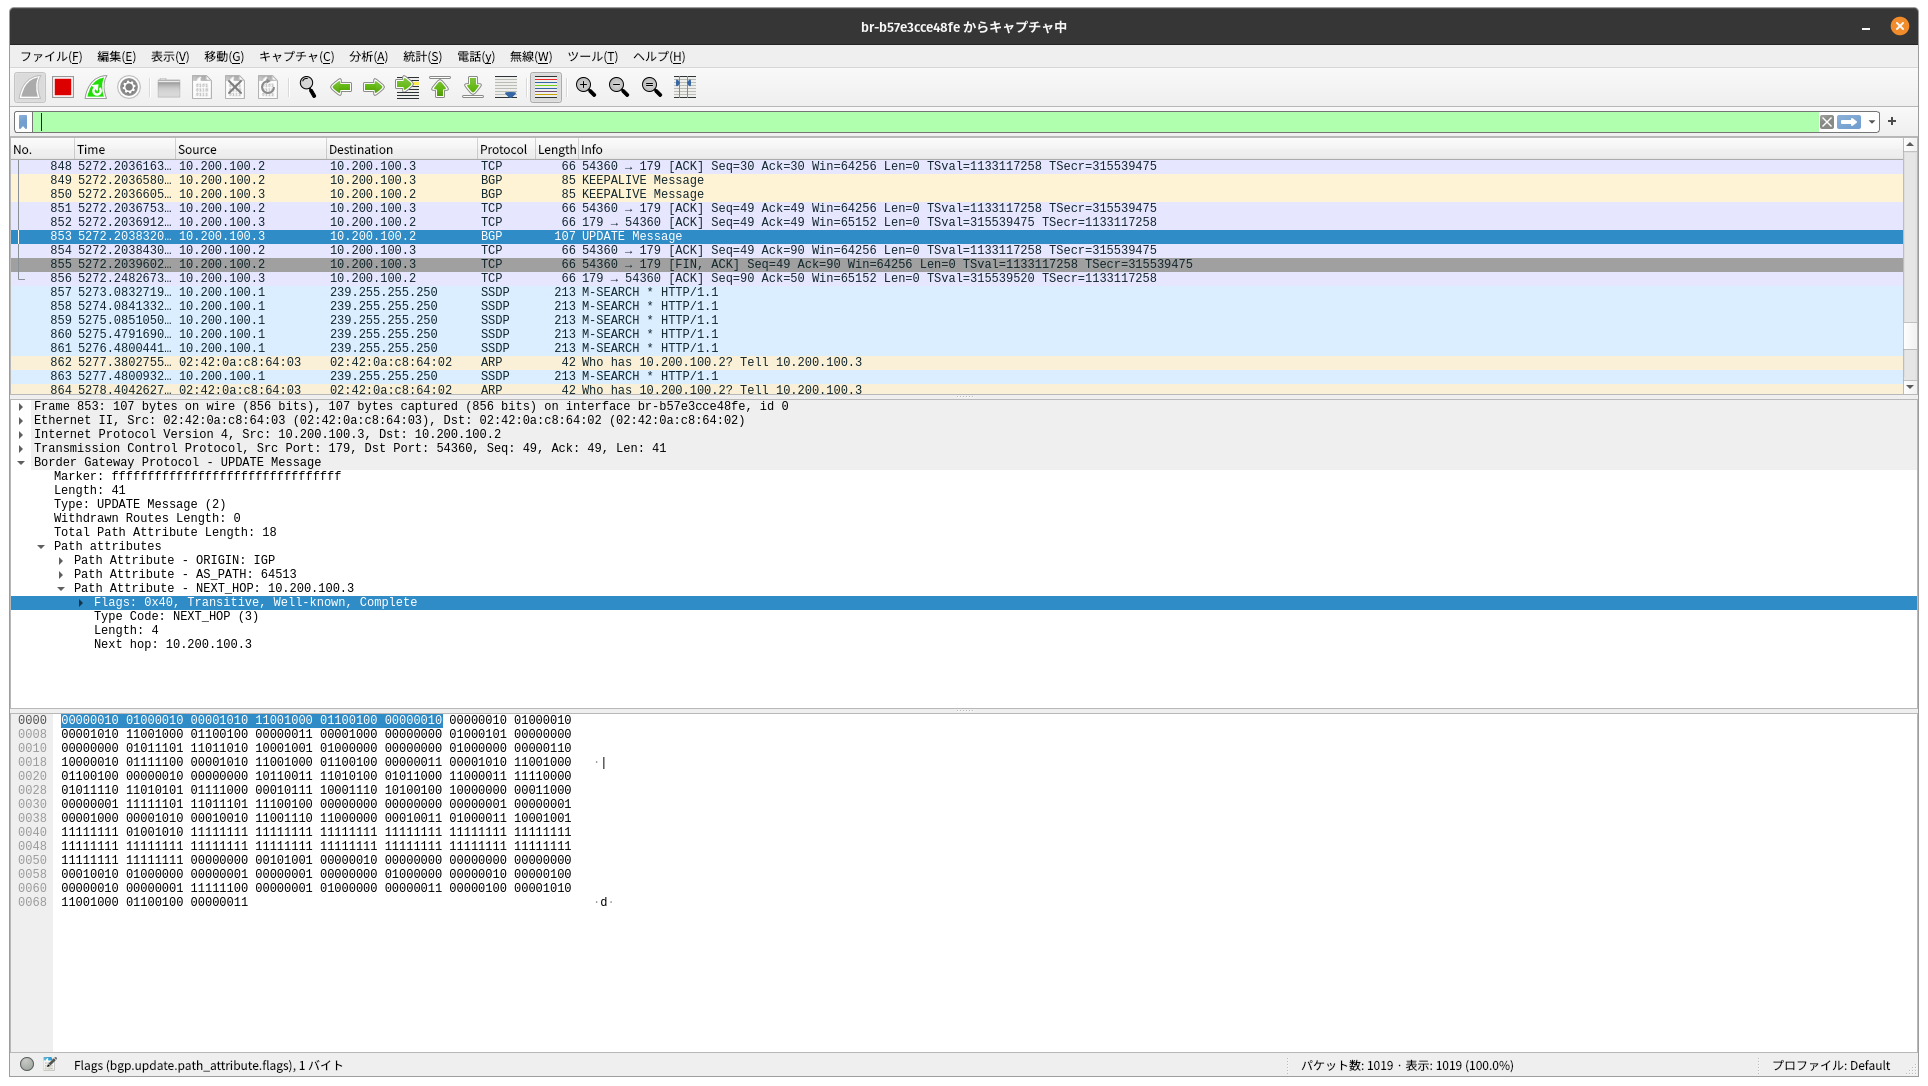 br-b57e3cce48fe からキャプチャ中
ファイル(F) 編集(E) 表示(V) 移動(G) キャプチャ(C) 分析(A) 統計(S) 電話(y) 無線(W) ツール(T) ヘルプ(H)
No. Time Source Destination Protocol Length Info
848 5272.2036163… 10.200.100.2 10.200.100.3 TCP 66 54360 → 179 [ACK] Seq=30 Ack=30 Win=64256 Len=0 TSval=1133117258 TSecr=315539475
849 5272.2036580… 10.200.100.2 10.200.100.3 BGP 85 KEEPALIVE Message
850 5272.2036605… 10.200.100.3 10.200.100.2 BGP 85 KEEPALIVE Message
851 5272.2036753… 10.200.100.2 10.200.100.3 TCP 66 54360 → 179 [ACK] Seq=49 Ack=49 Win=64256 Len=0 TSval=1133117258 TSecr=315539475
852 5272.2036912… 10.200.100.3 10.200.100.2 TCP 66 179 → 54360 [ACK] Seq=49 Ack=49 Win=65152 Len=0 TSval=315539475 TSecr=1133117258
853 5272.2038320… 10.200.100.3 10.200.100.2 BGP 107 UPDATE Message
854 5272.2038430… 10.200.100.2 10.200.100.3 TCP 66 54360 → 179 [ACK] Seq=49 Ack=90 Win=64256 Len=0 TSval=1133117258 TSecr=315539475
855 5272.2039602… 10.200.100.2 10.200.100.3 TCP 66 54360 → 179 [FIN, ACK] Seq=49 Ack=90 Win=64256 Len=0 TSval=1133117258 TSecr=315539475
856 5272.2482673… 10.200.100.3 10.200.100.2 TCP 66 179 → 54360 [ACK] Seq=90 Ack=50 Win=65152 Len=0 TSval=315539520 TSecr=1133117258
857 5273.0832719… 10.200.100.1 239.255.255.250 SSDP 213 M-SEARCH * HTTP/1.1
858 5274.0841332… 10.200.100.1 239.255.255.250 SSDP 213 M-SEARCH * HTTP/1.1
859 5275.0851050… 10.200.100.1 239.255.255.250 SSDP 213 M-SEARCH * HTTP/1.1
860 5275.4791690… 10.200.100.1 239.255.255.250 SSDP 213 M-SEARCH * HTTP/1.1
861 5276.4800441… 10.200.100.1 239.255.255.250 SSDP 213 M-SEARCH * HTTP/1.1
862 5277.3802755… 02:42:0a:c8:64:03 02:42:0a:c8:64:02 ARP 42 Who has 10.200.100.2? Tell 10.200.100.3
863 5277.4800932… 10.200.100.1 239.255.255.250 SSDP 213 M-SEARCH * HTTP/1.1
864 5278.4042627… 02:42:0a:c8:64:03 02:42:0a:c8:64:02 ARP 42 Who has 10.200.100.2? Tell 10.200.100.3
Frame 853: 107 bytes on wire (856 bits), 107 bytes captured (856 bits) on interface br-b57e3cce48fe, id 0
Ethernet II, Src: 02:42:0a:c8:64:03 (02:42:0a:c8:64:03), Dst: 02:42:0a:c8:64:02 (02:42:0a:c8:64:02)
Internet Protocol Version 4, Src: 10.200.100.3, Dst: 10.200.100.2
Transmission Control Protocol, Src Port: 179, Dst Port: 54360, Seq: 49, Ack: 49, Len: 41
Border Gateway Protocol - UPDATE Message
Marker: ffffffffffffffffffffffffffffffff
Length: 41
Type: UPDATE Message (2)
Withdrawn Routes Length: 0
Total Path Attribute Length: 18
Path attributes
Path Attribute - ORIGIN: IGP
Path Attribute - AS_PATH: 64513
Path Attribute - NEXT_HOP: 10.200.100.3
Flags: 0x40, Transitive, Well-known, Complete
Type Code: NEXT_HOP (3)
Length: 4
Next hop: 10.200.100.3
0000 00000010 01000010 00001010 11001000 01100100 00000010 00000010 01000010
0008 00001010 11001000 01100100 00000011 00001000 00000000 01000101 00000000
0010 00000000 01011101 11011010 10001001 01000000 00000000 01000000 00000110
0018 10000010 01111100 00001010 11001000 01100100 00000011 00001010 11001000 ·|
0020 01100100 00000010 00000000 10110011 11010100 01011000 11000011 11110000
0028 01011110 11010101 01111000 00010111 10001110 10100100 10000000 00011000
0030 00000001 11111101 11011101 11100100 00000000 00000000 00000001 00000001
0038 00001000 00001010 00010010 11001110 11000000 00010011 01000011 10001001
0040 11111111 01001010 11111111 11111111 11111111 11111111 11111111 11111111
0048 11111111 11111111 11111111 11111111 11111111 11111111 11111111 11111111
0050 11111111 11111111 00000000 00101001 00000010 00000000 00000000 00000000
0058 00010010 01000000 00000001 00000001 00000000 01000000 00000010 00000100
0060 00000010 00000001 11111100 00000001 01000000 00000011 00000100 00001010
0068 11001000 01100100 00000011 ·d·
Flags (bgp.update.path_attribute.flags), 1 バイト パケット数: 1019 · 表示: 1019 (100.0%) プロファイル: Default